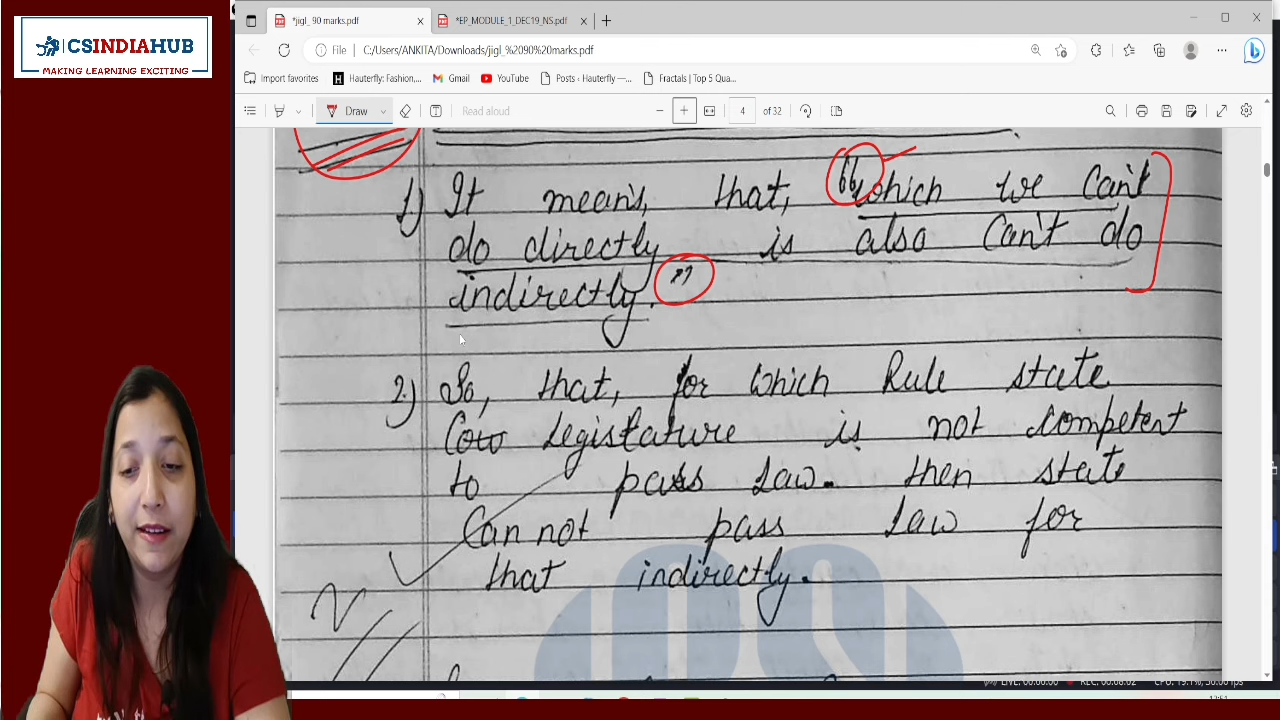 CSINDIAHUB
MAKING LEARNING EXCITING
*jigl_ 90 marks.pdf
*EP_MODULE_1_DEC19_NS.pdf
File
C:/Users/ANKITA/Downloads/jigl_%2090%20marks.pdf
Import favorites
Hauterfly: Fashion,...
Gmail
YouTube
Posts ‹ Hauterfly —...
Fractals | Top 5 Qua...
Draw
Read aloud
4
of 32
1) It means, that, "which we can't
do directly is also can't do
indirectly."
2.) So, that, for which Rule state
Legistature is not competent
to pass law. then state
Can not pass law for
that indirectly.